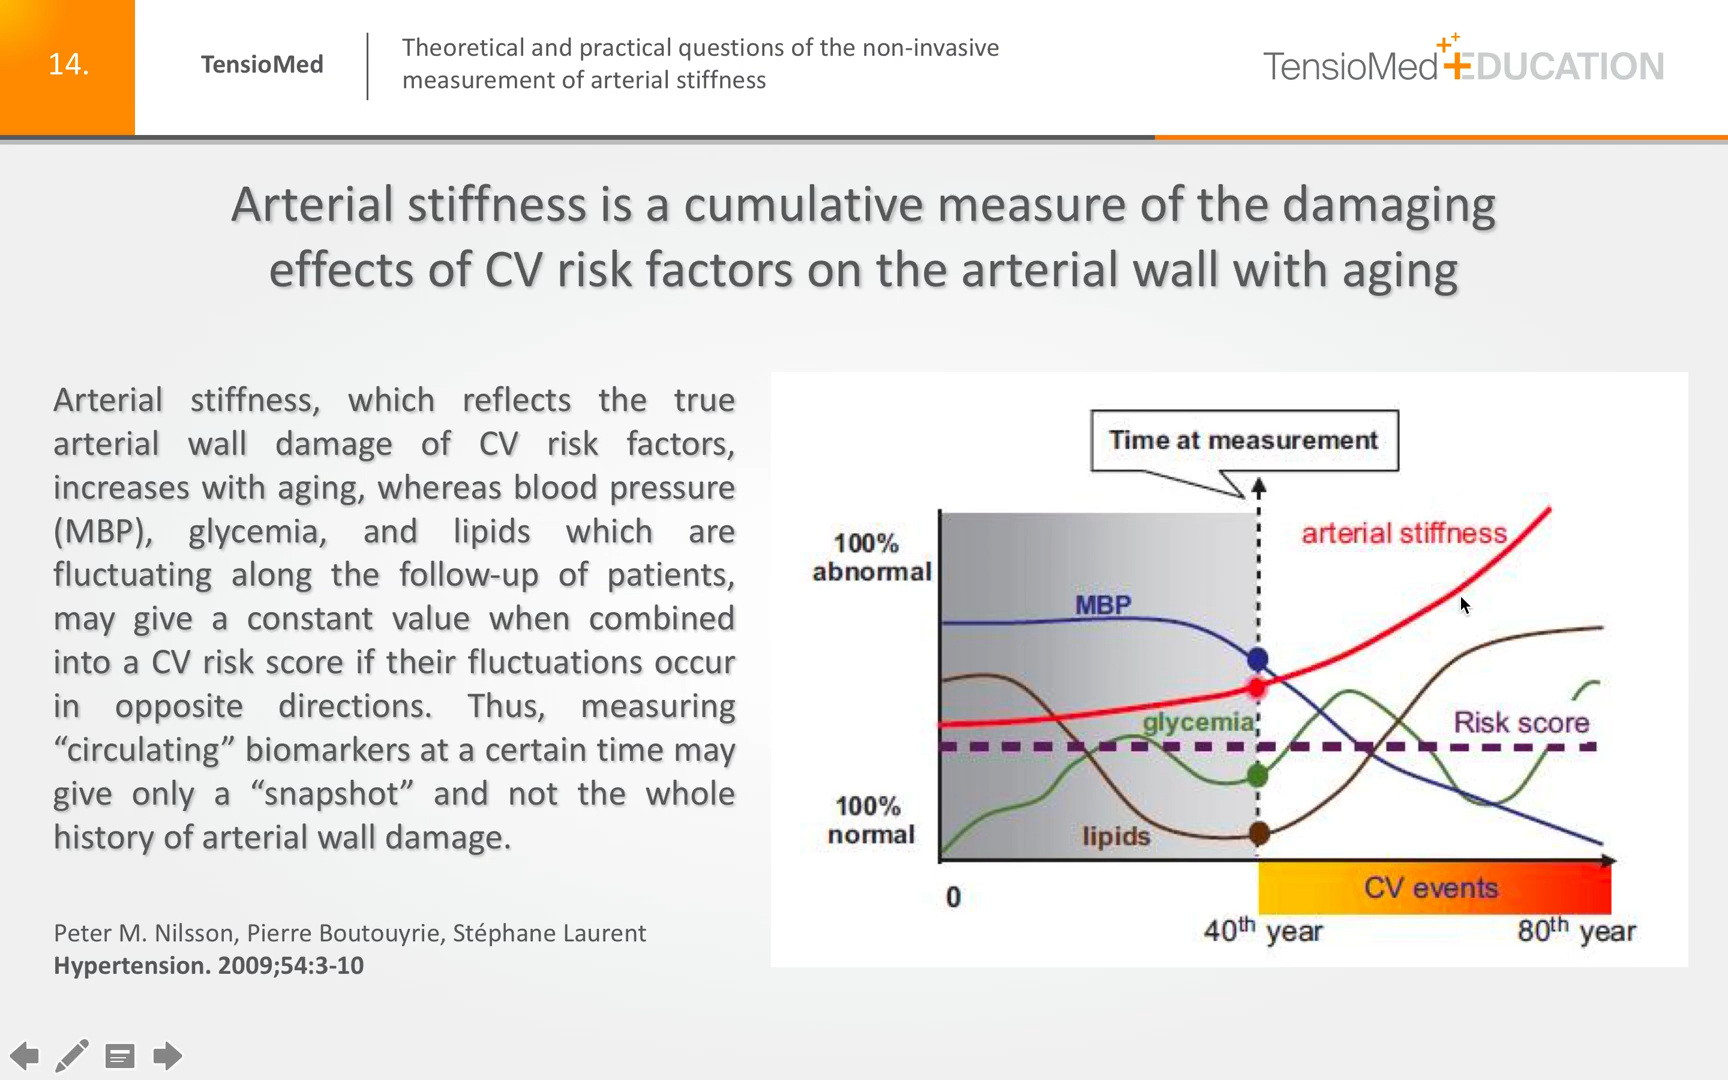 14.
TensioMed
Theoretical and practical questions of the non-invasive
measurement of arterial stiffness
TensioMed EDUCATION
Arterial stiffness is a cumulative measure of the damaging
effects of CV risk factors on the arterial wall with aging
Arterial stiffness, which reflects the true
arterial wall damage of CV risk factors,
increases with aging, whereas blood pressure
(MBP), glycemia, and lipids which are
fluctuating along the follow-up of patients,
may give a constant value when combined
into a CV risk score if their fluctuations occur
in opposite directions. Thus, measuring
“circulating” biomarkers at a certain time may
give only a “snapshot” and not the whole
history of arterial wall damage.
Peter M. Nilsson, Pierre Boutouyrie, Stéphane Laurent
Hypertension. 2009;54:3-10
Time at measurement
100%
abnormal
arterial stiffness
MBP
glycemia
Risk score
100%
normal
lipids
0
CV events
40th year
80th year